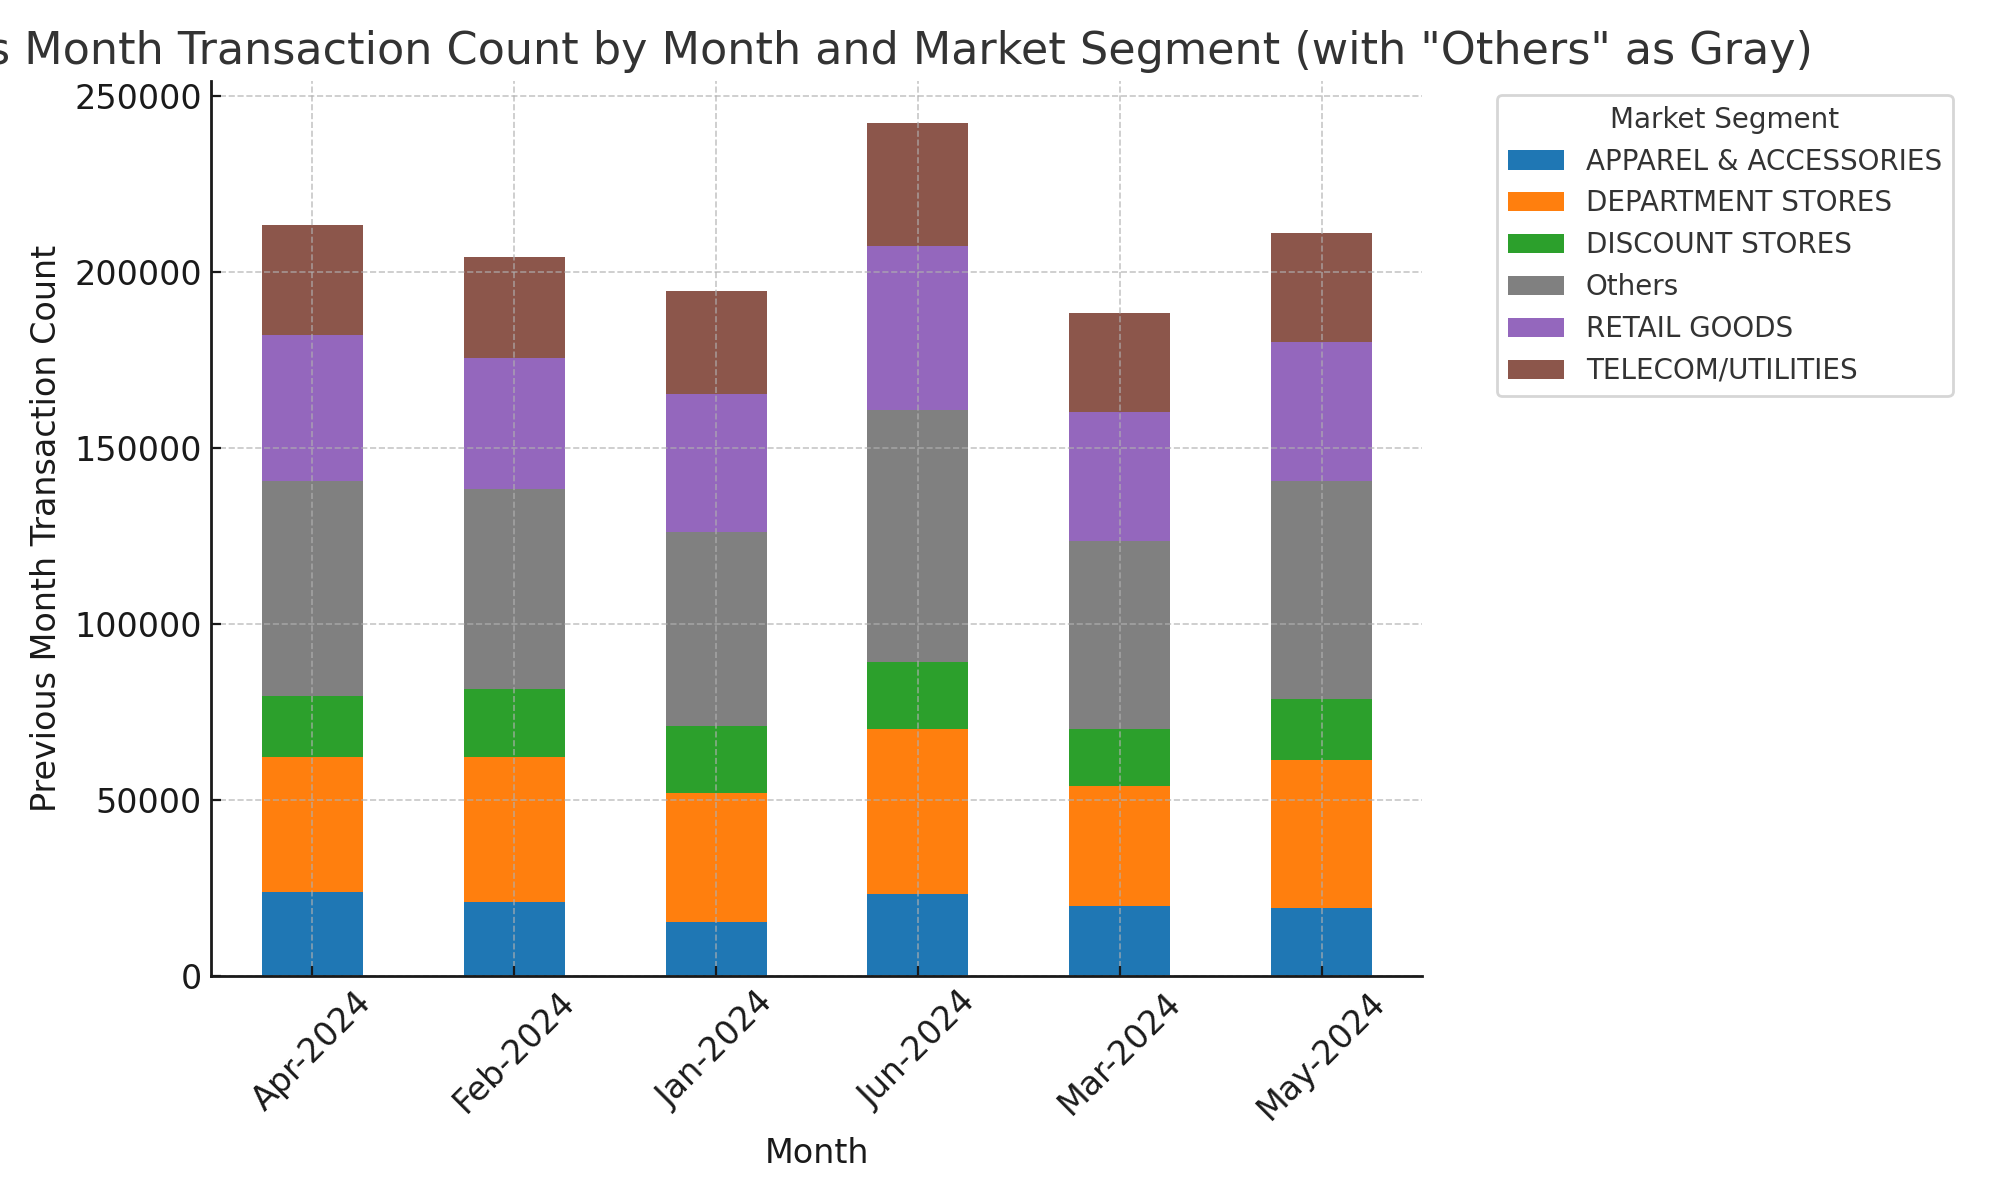 s Month Transaction Count by Month and Market Segment (with "Others" as Gray)
Previous Month Transaction Count
250000
200000
150000
100000
50000
0
Apr-2024
Feb-2024
Jan-2024
Jun-2024
Mar-2024
May-2024
Month
Market Segment
APPAREL & ACCESSORIES
DEPARTMENT STORES
DISCOUNT STORES
Others
RETAIL GOODS
TELECOM/UTILITIES